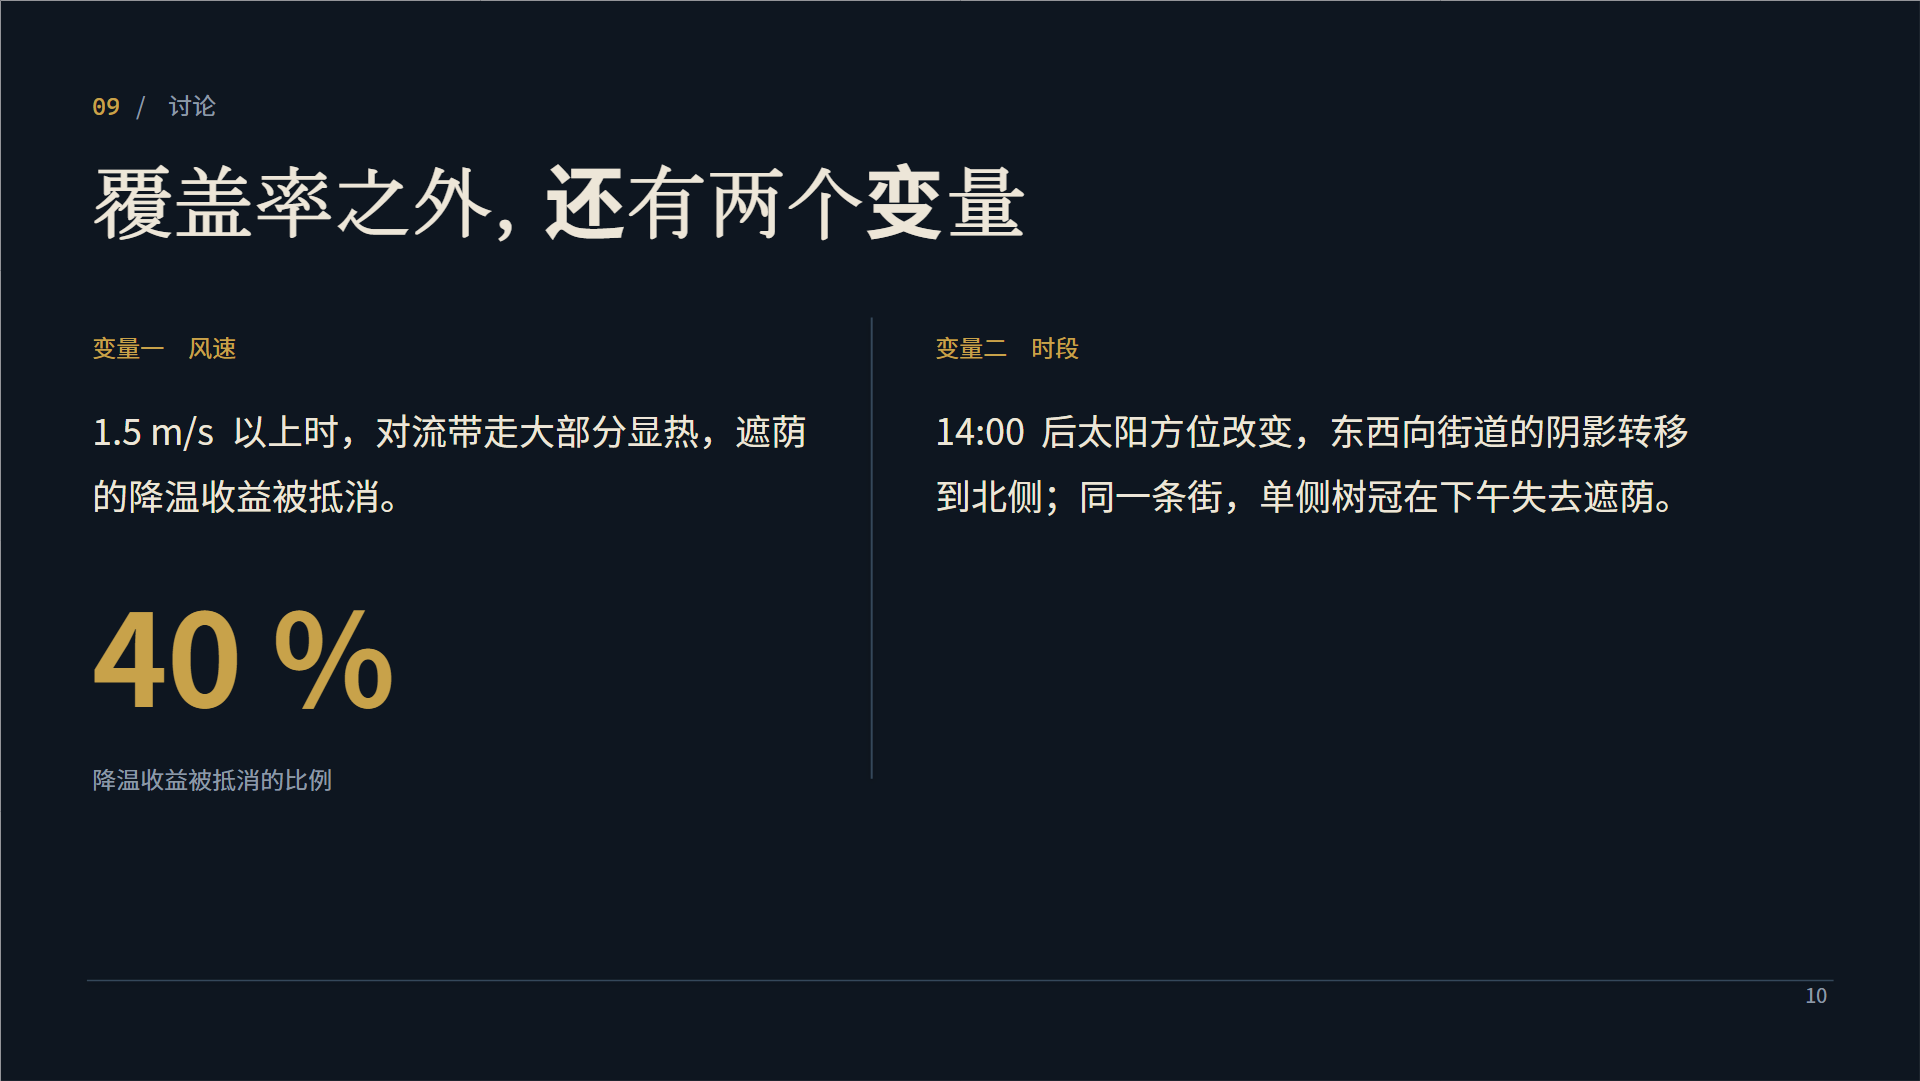 09 / 讨论
覆盖率之外，还有两个变量
变量一 风速
1.5 m/s 以上时，对流带走大部分显热，遮荫
的降温收益被抵消。
40 %
降温收益被抵消的比例
变量二 时段
14:00 后太阳方位改变，东西向街道的阴影转移
到北侧；同一条街，单侧树冠在下午失去遮荫。
10